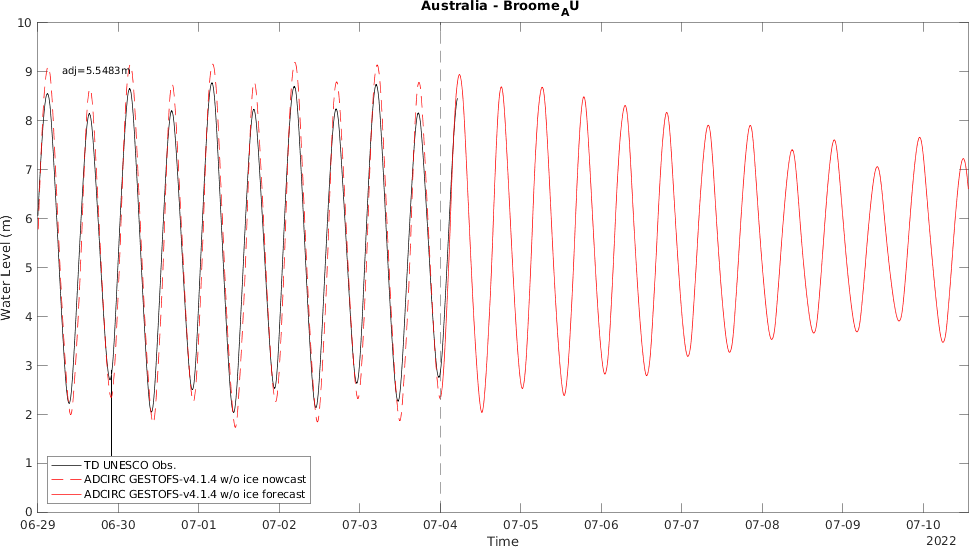 Australia - Broome_AU
10
9
8
7
6
5
4
3
2
1
0
Water Level (m)
adj=5.5483m
TD UNESCO Obs.
ADCIRC GESTOFS-v4.1.4 w/o ice nowcast
ADCIRC GESTOFS-v4.1.4 w/o ice forecast
06-29 06-30 07-01 07-02 07-03 07-04 07-05 07-06 07-07 07-08 07-09 07-10
Time
2022